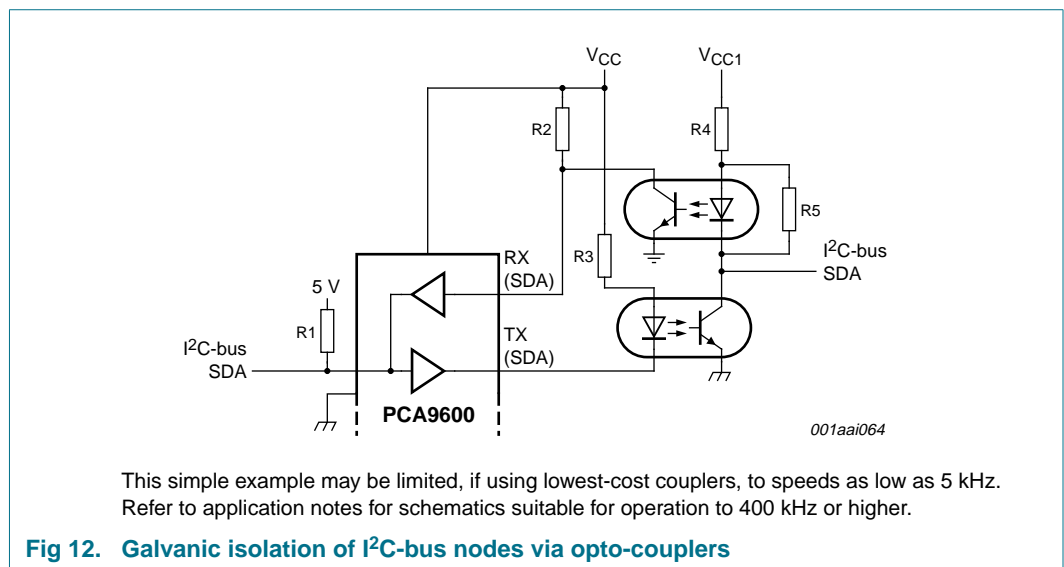 VCC
VCC1
R2
R4
R5
I2C-bus
SDA
RX
(SDA)
R3
5 V
R1
TX
(SDA)
I2C-bus
SDA
PCA9600
001aai064
This simple example may be limited, if using lowest-cost couplers, to speeds as low as 5 kHz.
Refer to application notes for schematics suitable for operation to 400 kHz or higher.
Fig 12. Galvanic isolation of I2C-bus nodes via opto-couplers